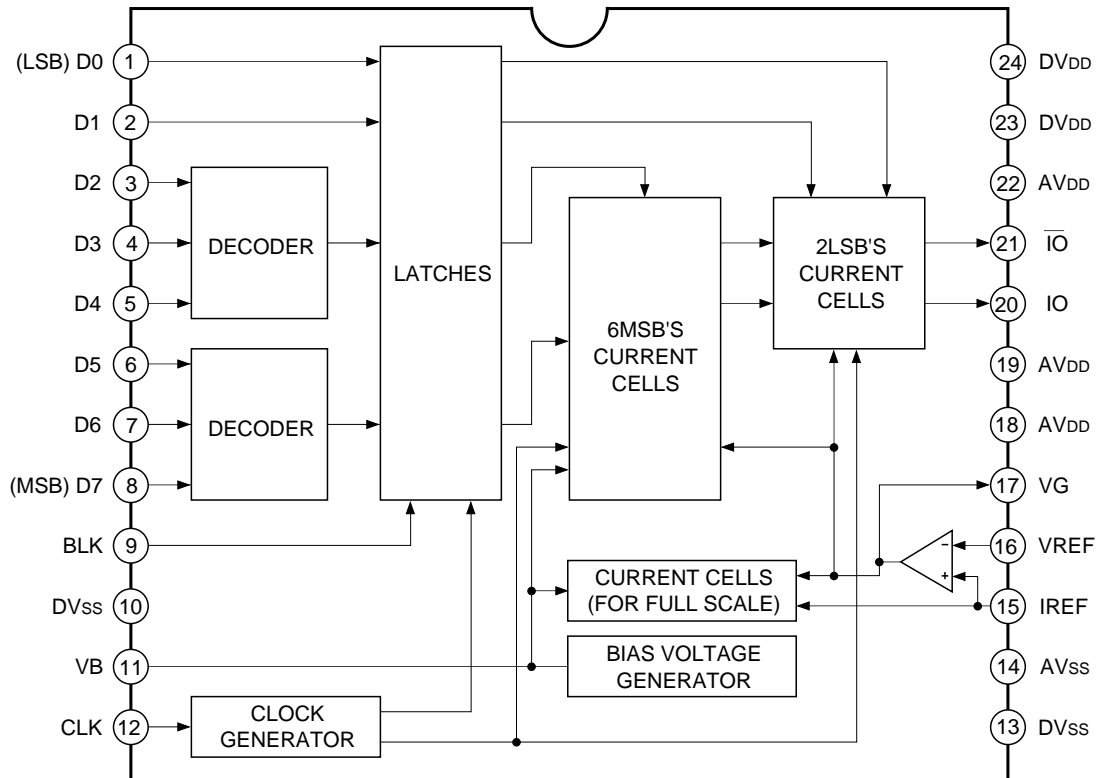 (LSB) D0 1
D1 2
D2 3
D3 4
D4 5
D5 6
D6 7
(MSB) D7 8
BLK 9
DVSS 10
VB 11
CLK 12
DECODER
DECODER
LATCHES
6MSB'S
CURRENT
CELLS
2LSB'S
CURRENT
CELLS
CURRENT CELLS
(FOR FULL SCALE)
BIAS VOLTAGE
GENERATOR
CLOCK
GENERATOR
−
+
24 DVDD
23 DVDD
22 AVDD
21 I̅O̅
20 IO
19 AVDD
18 AVDD
17 VG
16 VREF
15 IREF
14 AVSS
13 DVSS